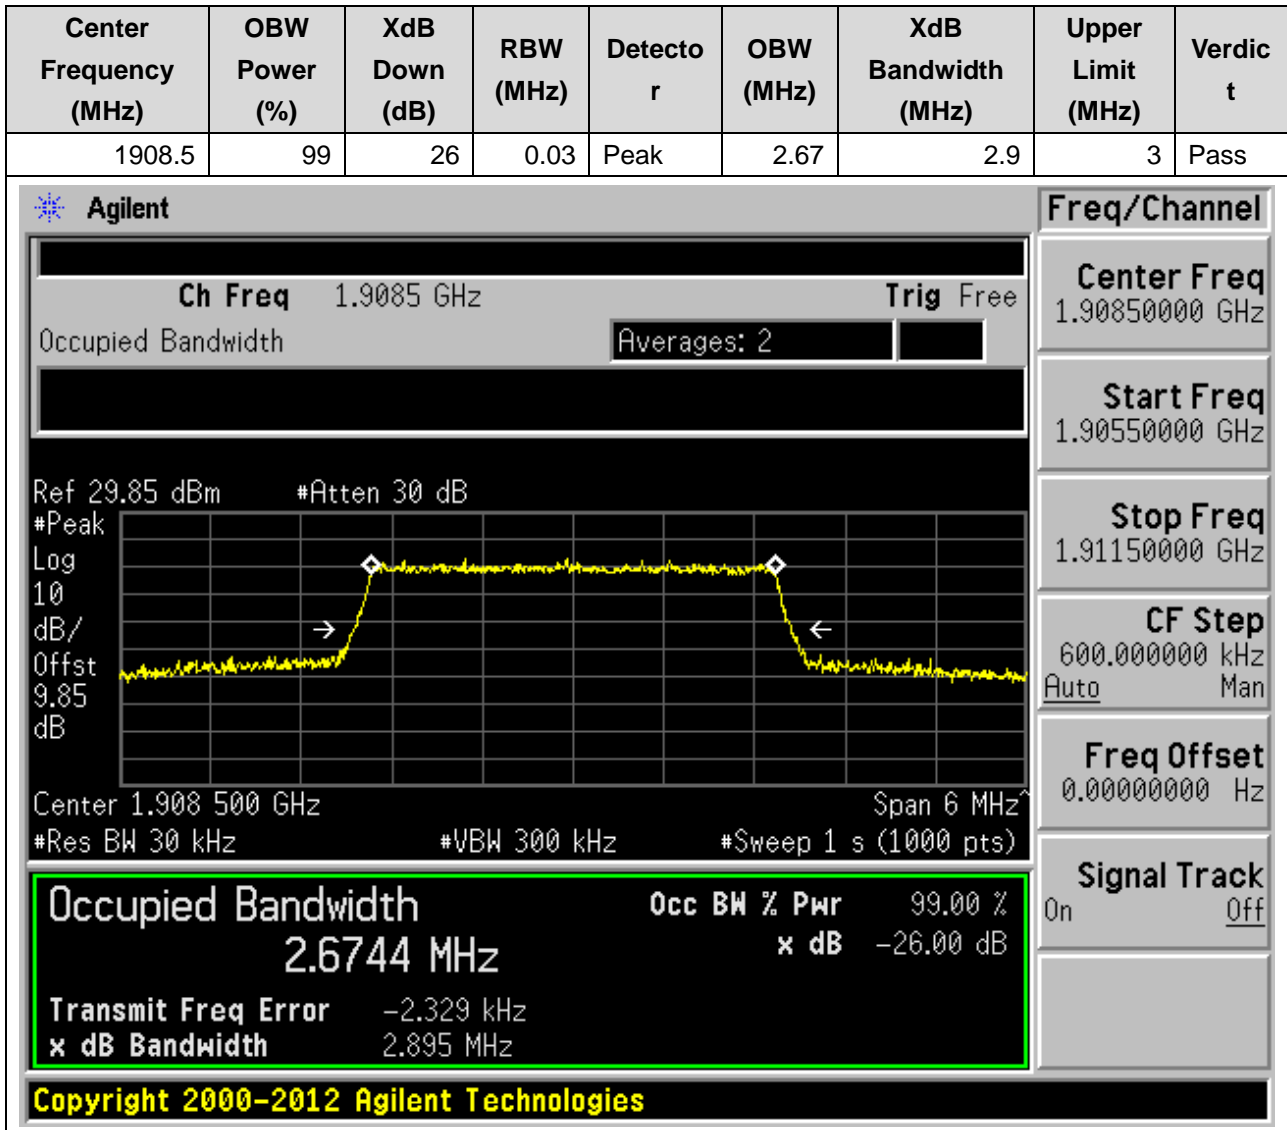 Center Frequency (MHz) OBW Power (%) XdB Down (dB) RBW (MHz) Detecto r OBW (MHz) XdB Bandwidth (MHz) Upper Limit (MHz) Verdic t
1908.5 99 26 0.03 Peak 2.67 2.9 3 Pass
Agilent
Freq/Channel
Ch Freq 1.9085 GHz Trig Free
Occupied Bandwidth Averages: 2
Center Freq
1.90850000 GHz
Start Freq
1.90550000 GHz
Stop Freq
1.91150000 GHz
CF Step
600.000000 kHz
Auto Man
Freq Offset
0.00000000 Hz
Signal Track
On Off
Ref 29.85 dBm #Atten 30 dB
#Peak
Log
10
dB/
Offst
9.85
dB
Center 1.908 500 GHz Span 6 MHz^
#Res BW 30 kHz #VBW 300 kHz #Sweep 1 s (1000 pts)
Occupied Bandwidth
2.6744 MHz
Occ BW % Pwr 99.00 %
x dB -26.00 dB
Transmit Freq Error -2.329 kHz
x dB Bandwidth 2.895 MHz
Copyright 2000-2012 Agilent Technologies